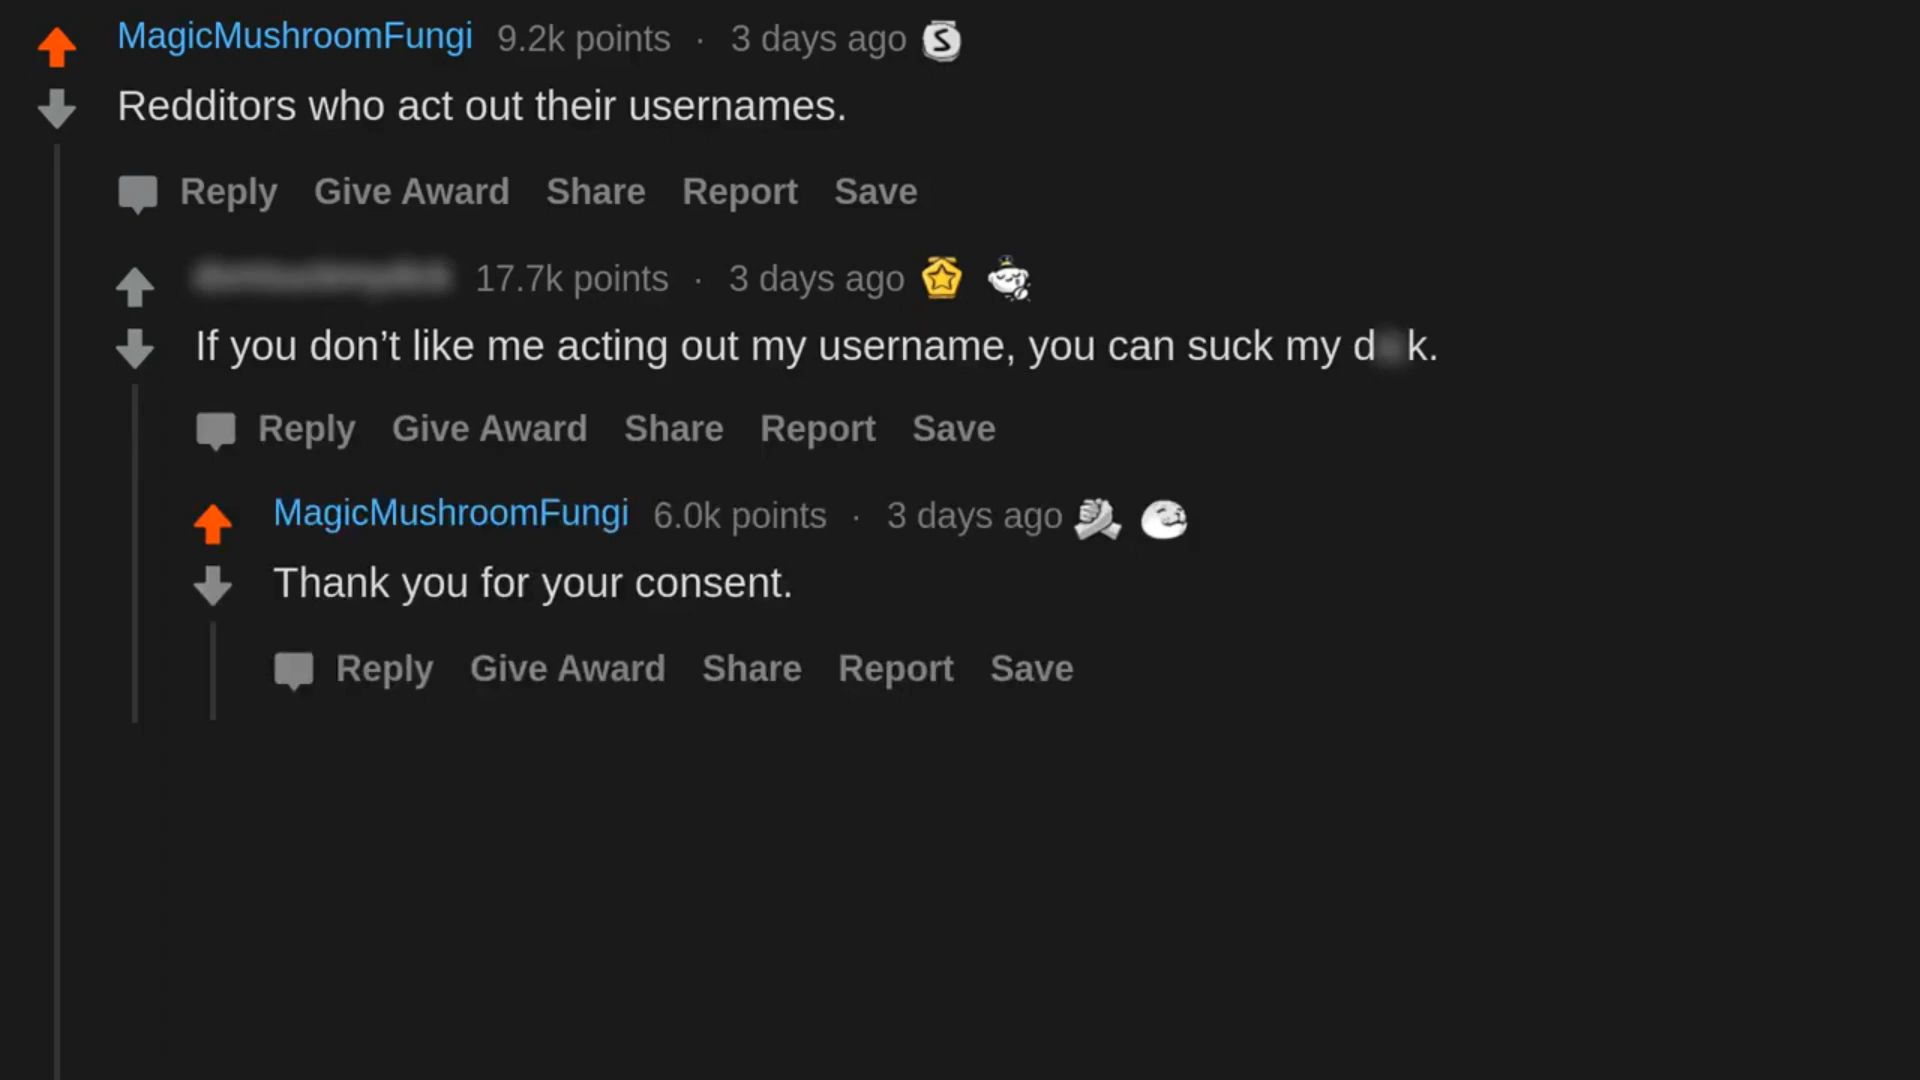 MagicMushroomFungi 9.2k points · 3 days ago
Redditors who act out their usernames.
Reply Give Award Share Report Save
17.7k points · 3 days ago
If you don’t like me acting out my username, you can suck my d k.
Reply Give Award Share Report Save
MagicMushroomFungi 6.0k points · 3 days ago
Thank you for your consent.
Reply Give Award Share Report Save